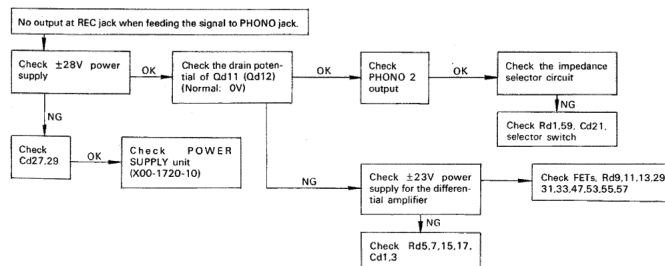 No output at REC jack when feeding the signal to PHONO jack.
Check ±28V power
supply
OK
Check the drain poten-
tial of Qd11 (Qd12)
(Normal: 0V)
OK
Check
PHONO 2
output
OK
Check the impedance
selector circuit
NG
Check Rd1,59, Cd21,
selector switch
NG
Check
Cd27,29
OK
Check POWER
SUPPLY unit
(X00-1720-10)
NG
Check ±23V power
supply for the differen-
tial amplifier
Check FETs, Rd9,11,13,29
31,33,47,53,55,57
NG
Check Rd5,7,15,17,
Cd1,3